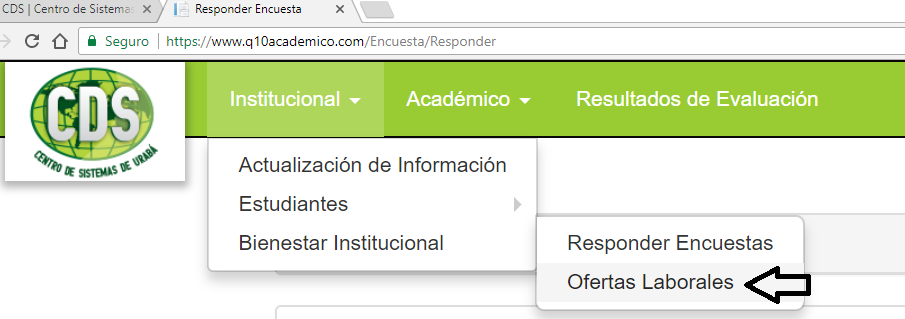 CDS | Centro de Sistemas
Responder Encuesta
Seguro | https://www.q10academico.com/Encuesta/Responder
CDS
CENTRO DE SISTEMAS DE URABÁ
Institucional
Académico
Resultados de Evaluación
Actualización de Información
Estudiantes
Bienestar Institucional
Responder Encuestas
Ofertas Laborales